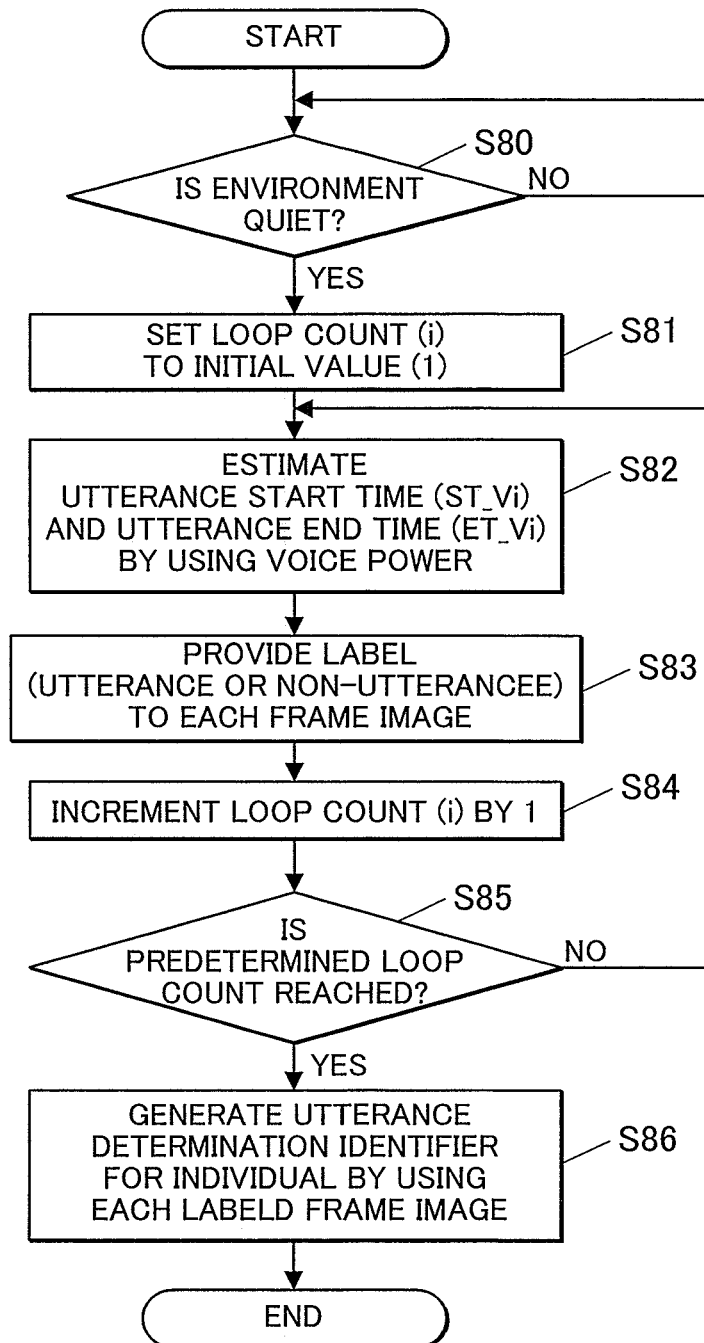 START
S80
IS ENVIRONMENT
QUIET?
NO
YES
SET LOOP COUNT (i)
TO INITIAL VALUE (1)
S81
ESTIMATE
UTTERANCE START TIME (ST_Vi)
AND UTTERANCE END TIME (ET_Vi)
BY USING VOICE POWER
S82
PROVIDE LABEL
(UTTERANCE OR NON-UTTERANCEE)
TO EACH FRAME IMAGE
S83
INCREMENT LOOP COUNT (i) BY 1
S84
S85
IS
PREDETERMINED LOOP
COUNT REACHED?
NO
YES
GENERATE UTTERANCE
DETERMINATION IDENTIFIER
FOR INDIVIDUAL BY USING
EACH LABELD FRAME IMAGE
S86
END